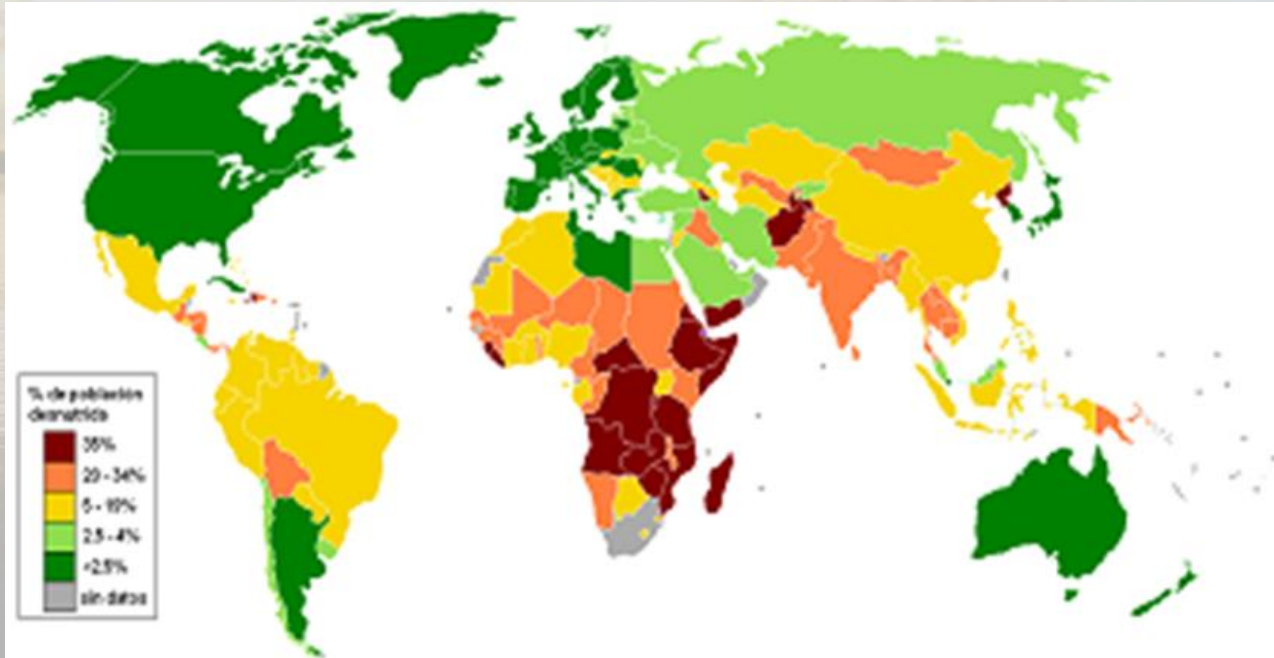 % de población
desnutrida
35%
20 - 34%
5 - 19%
2,5 - 4%
<2,5%
sin datos